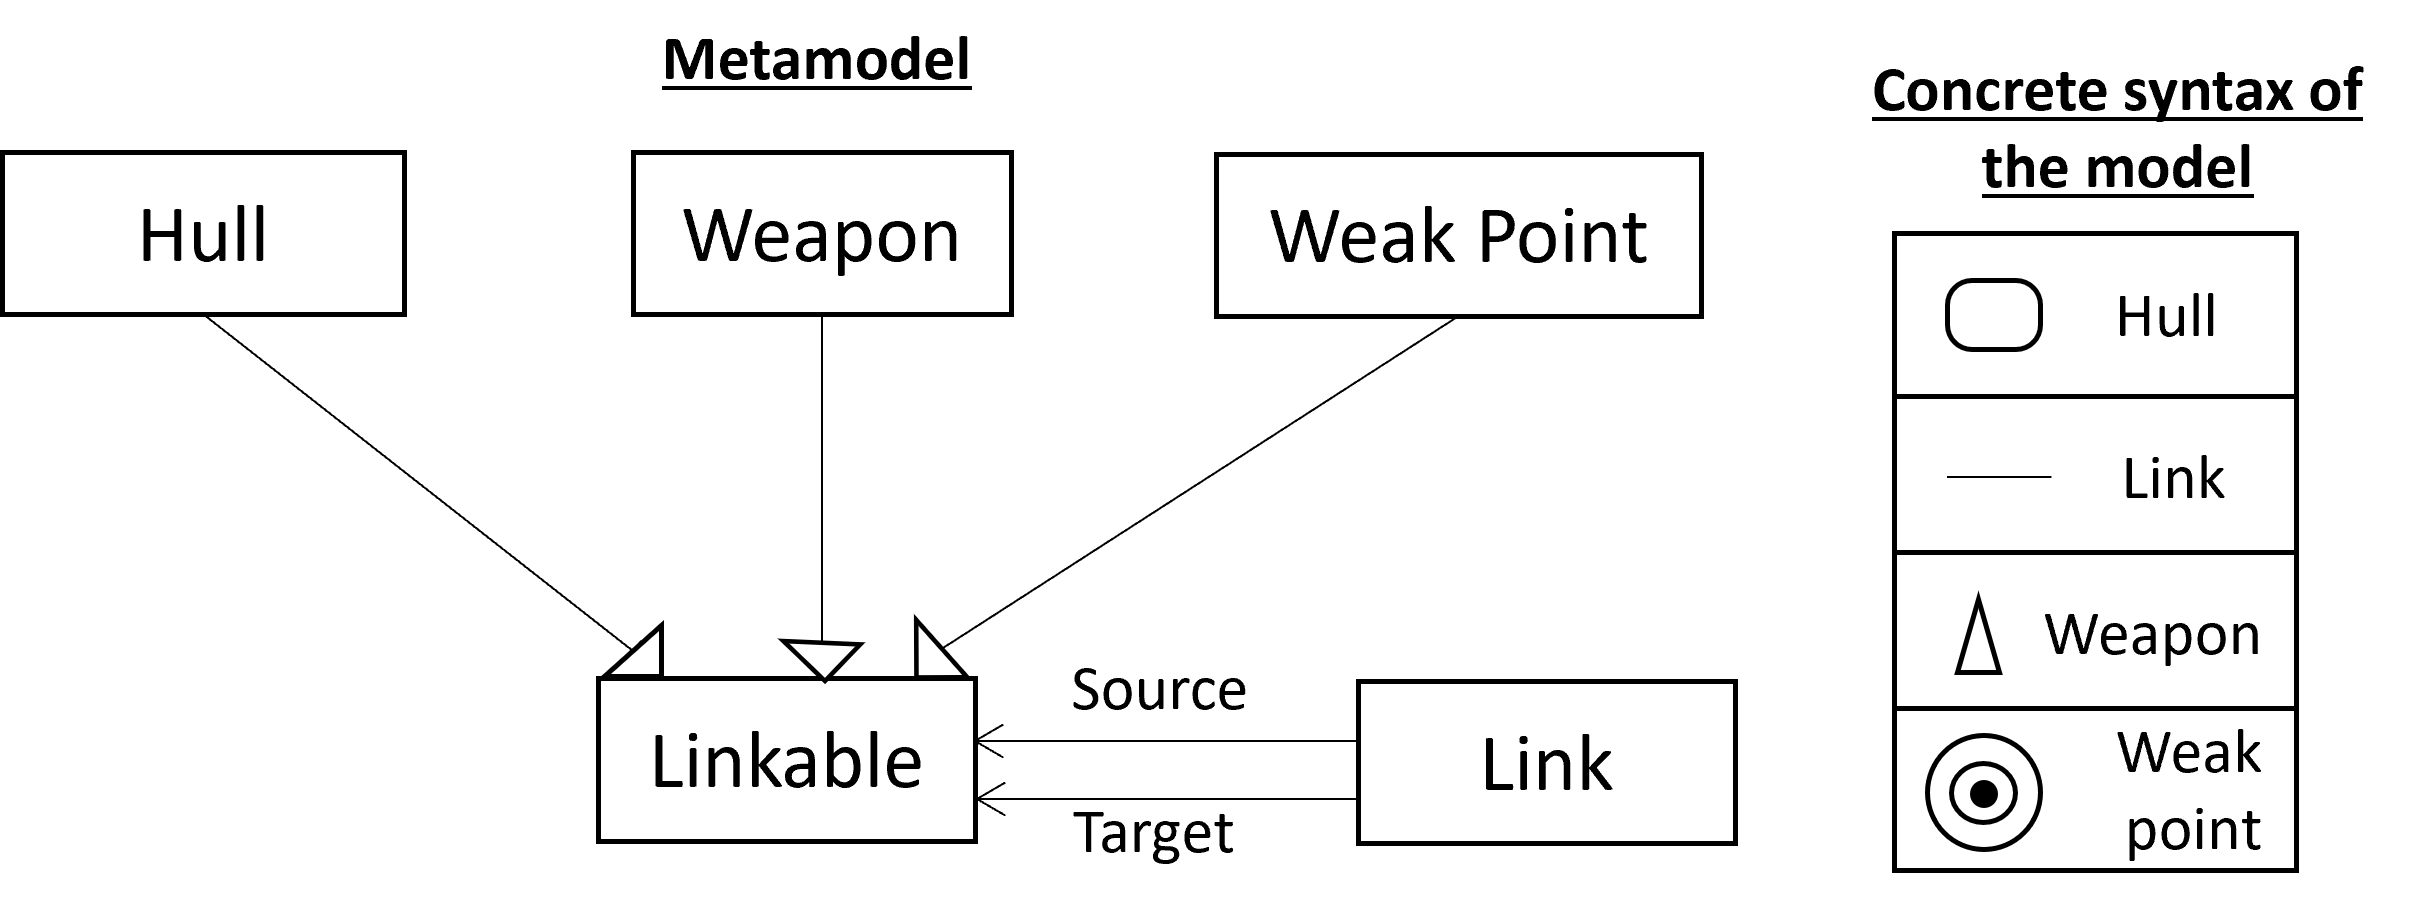 Metamodel
Hull
Weapon
Weak Point
Linkable
Source
Target
Link
Concrete syntax of
the model
Hull
Link
Weapon
Weak
point